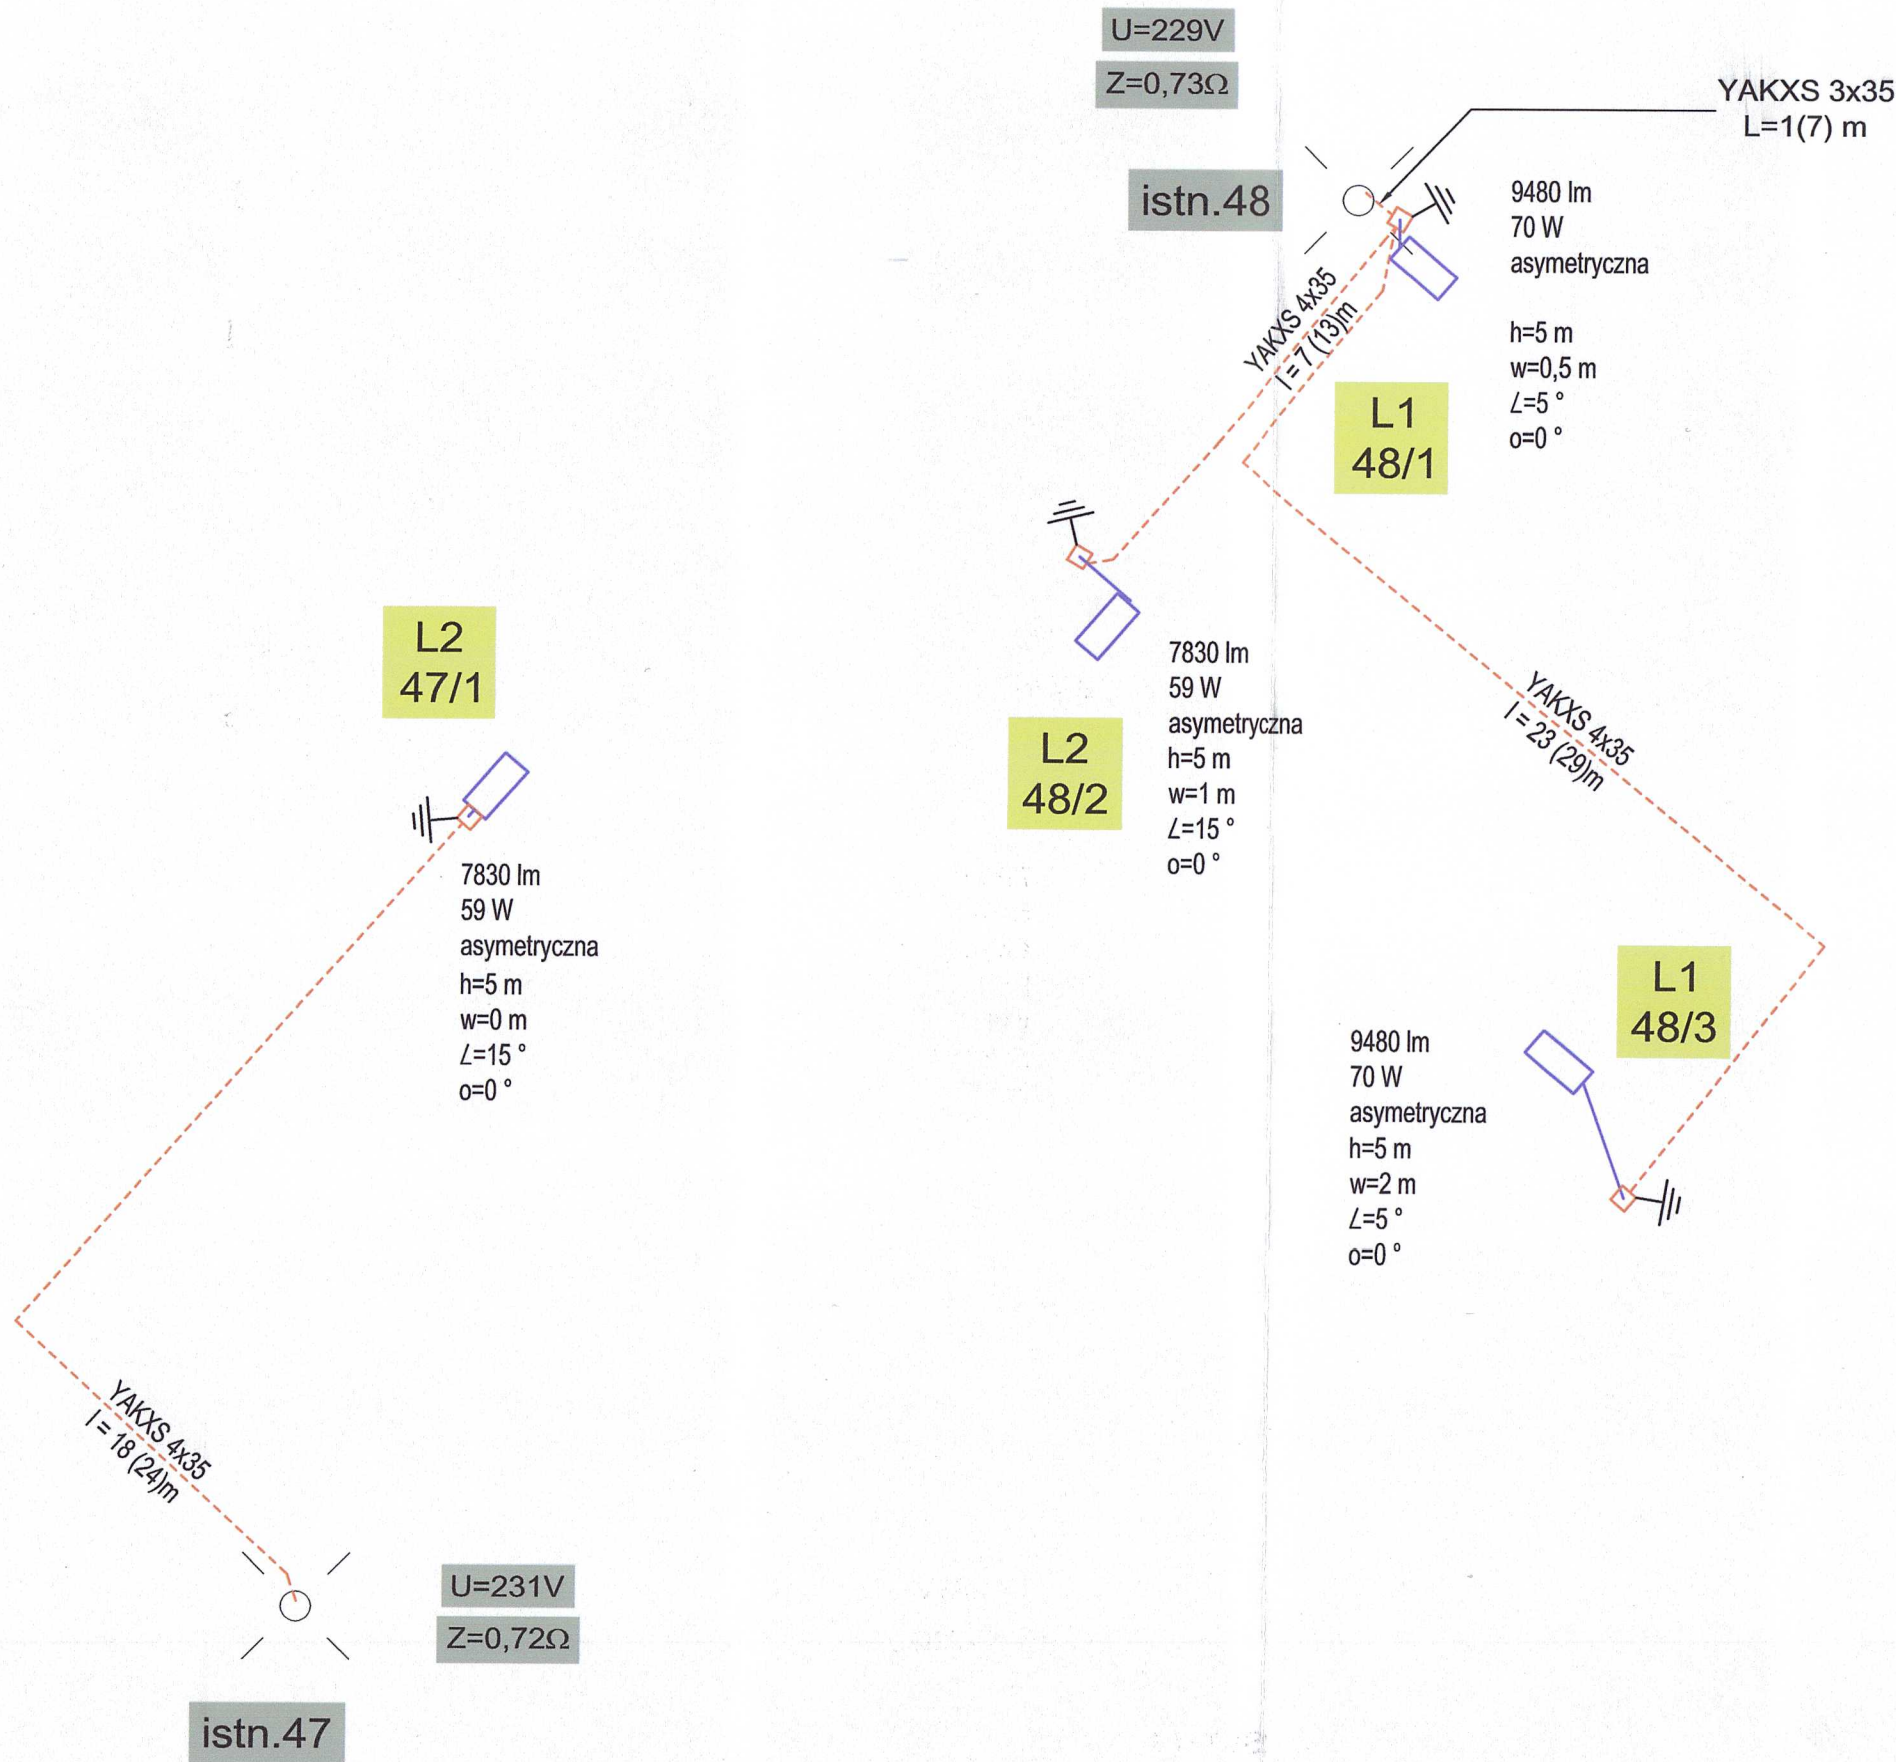 U=229V
Z=0,73Ω
YAKXS 3x35
L=1(7) m
istn.48
9480 lm
70 W
asymetryczna
h=5 m
w=0,5 m
∠=5 °
o=0 °
YAKXS 4x35
l = 7 (13)m
L1
48/1
L2
47/1
7830 lm
59 W
asymetryczna
h=5 m
w=1 m
∠=15 °
o=0 °
L2
48/2
YAKXS 4x35
l = 23 (29)m
7830 lm
59 W
asymetryczna
h=5 m
w=0 m
∠=15 °
o=0 °
L1
48/3
9480 lm
70 W
asymetryczna
h=5 m
w=2 m
∠=5 °
o=0 °
YAKXS 4x35
l = 18 (24)m
U=231V
Z=0,72Ω
istn.47